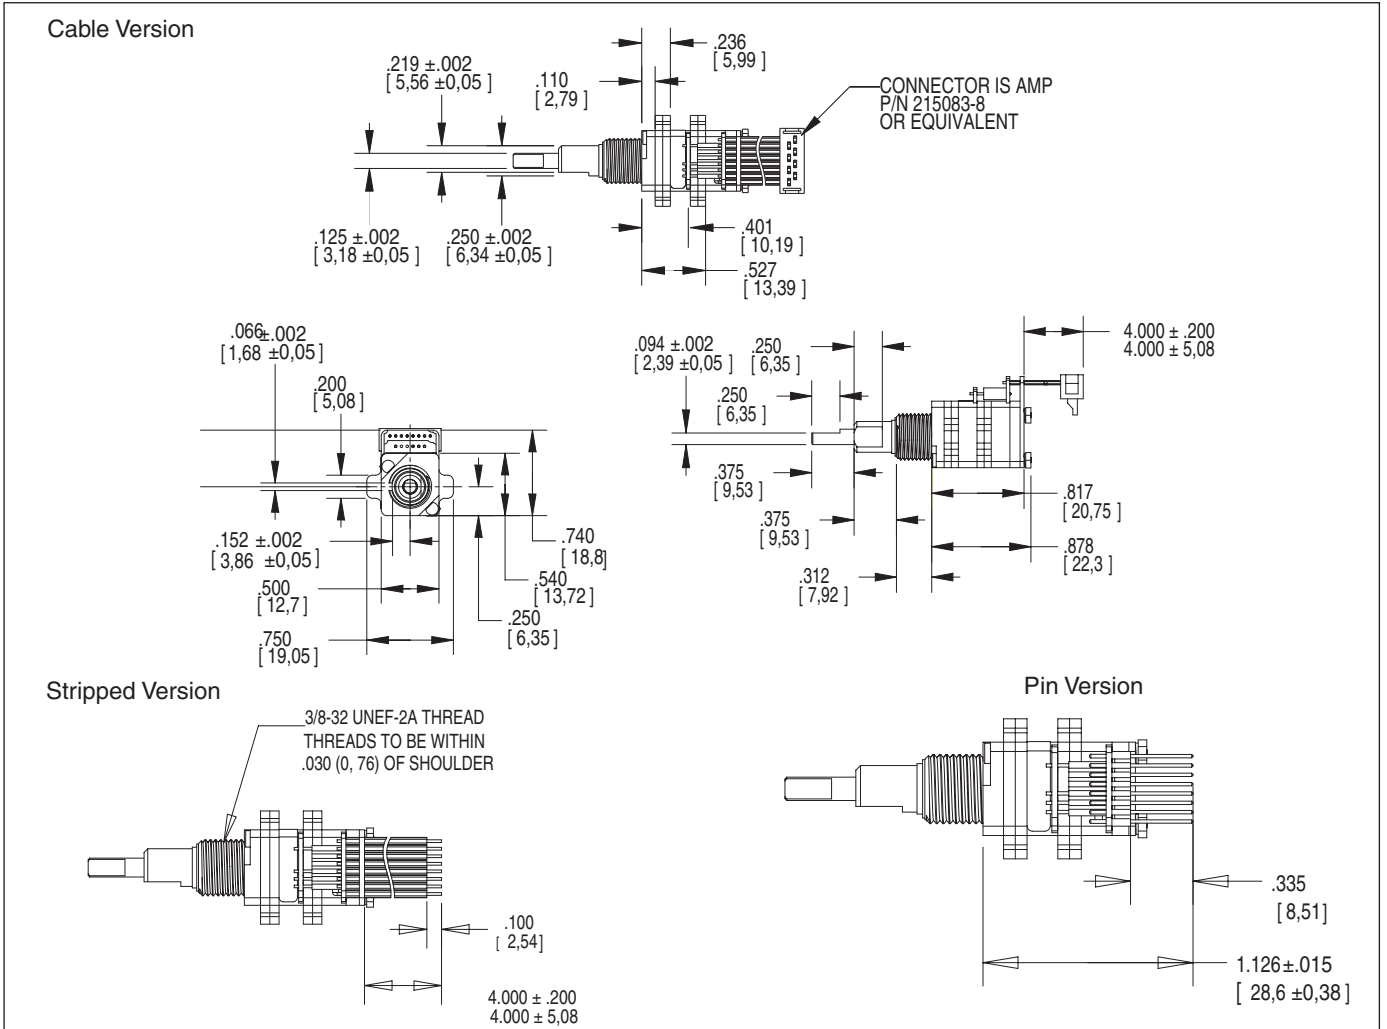 Cable Version
.236
[ 5,99 ]
.219 ±.002
[ 5,56 ±0,05 ]
.110
[ 2,79 ]
CONNECTOR IS AMP
P/N 215083-8
OR EQUIVALENT
.125 ±.002
[ 3,18 ±0,05 ]
.250 ±.002
[ 6,34 ±0,05 ]
.401
[ 10,19 ]
.527
[ 13,39 ]
.066±.002
[ 1,68 ±0,05 ]
.200
[ 5,08 ]
.152 ±.002
[ 3,86 ±0,05 ]
.500
[ 12,7 ]
.750
[ 19,05 ]
.740
[ 18,8]
.540
[ 13,72 ]
.250
[ 6,35 ]
.094 ±.002
[ 2,39 ±0,05 ]
.250
[ 6,35 ]
.250
[ 6,35 ]
4.000 ± .200
4.000 ± 5,08
.375
[ 9,53 ]
.375
[ 9,53 ]
.312
[ 7,92 ]
.817
[ 20,75 ]
.878
[ 22,3 ]
Stripped Version
3/8-32 UNEF-2A THREAD
THREADS TO BE WITHIN
.030 (0, 76) OF SHOULDER
.100
[ 2,54]
4.000 ± .200
4.000 ± 5,08
Pin Version
.335
[ 8,51]
1.126±.015
[ 28,6 ±0,38 ]